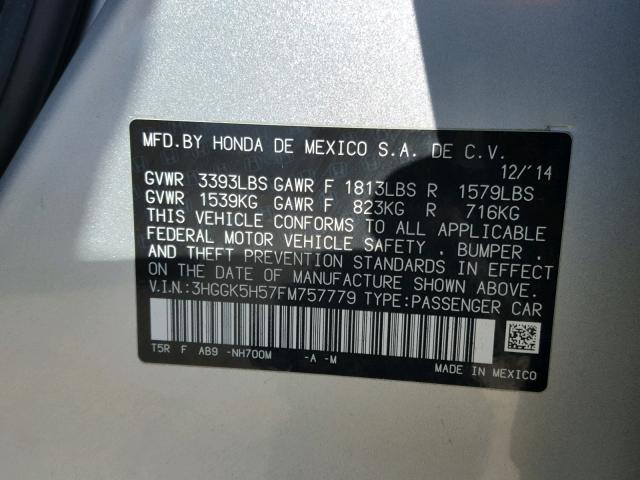 MFD.BY HONDA DE MEXICO S.A. DE C.V.
12/'14
GVWR 3393LBS GAWR F 1813LBS R 1579LBS
GVWR 1539KG GAWR F 823KG R 716KG
THIS VEHICLE CONFORMS TO ALL APPLICABLE
FEDERAL MOTOR VEHICLE SAFETY , BUMPER ,
AND THEFT PREVENTION STANDARDS IN EFFECT
ON THE DATE OF MANUFACTURE SHOWN ABOVE.
V.I.N.:3HGGK5H57FM757779 TYPE:PASSENGER CAR
T5R F AB9 -NH700M -A -M
MADE IN MEXICO